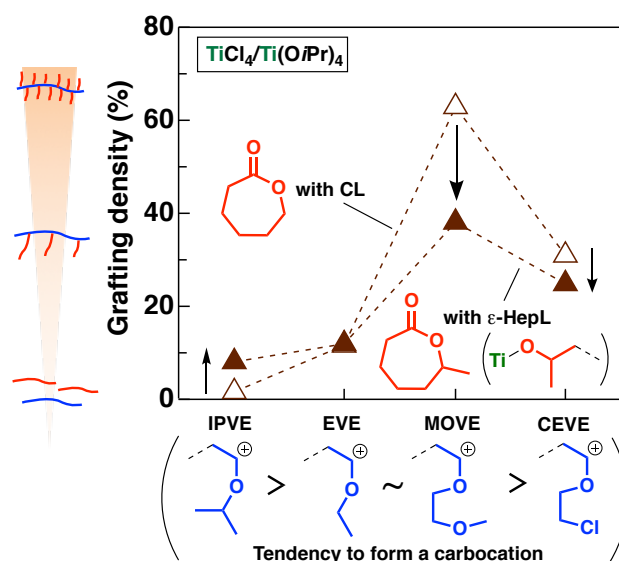 80
60
40
20
0
Grafting density (%)
TiCl4/Ti(OiPr)4
O
O
with CL
with ε-HepL
O
O
Ti
O
IPVE EVE MOVE CEVE
⊕ ⊕ ⊕ ⊕
O > O ~ O > O
O Cl
Tendency to form a carbocation